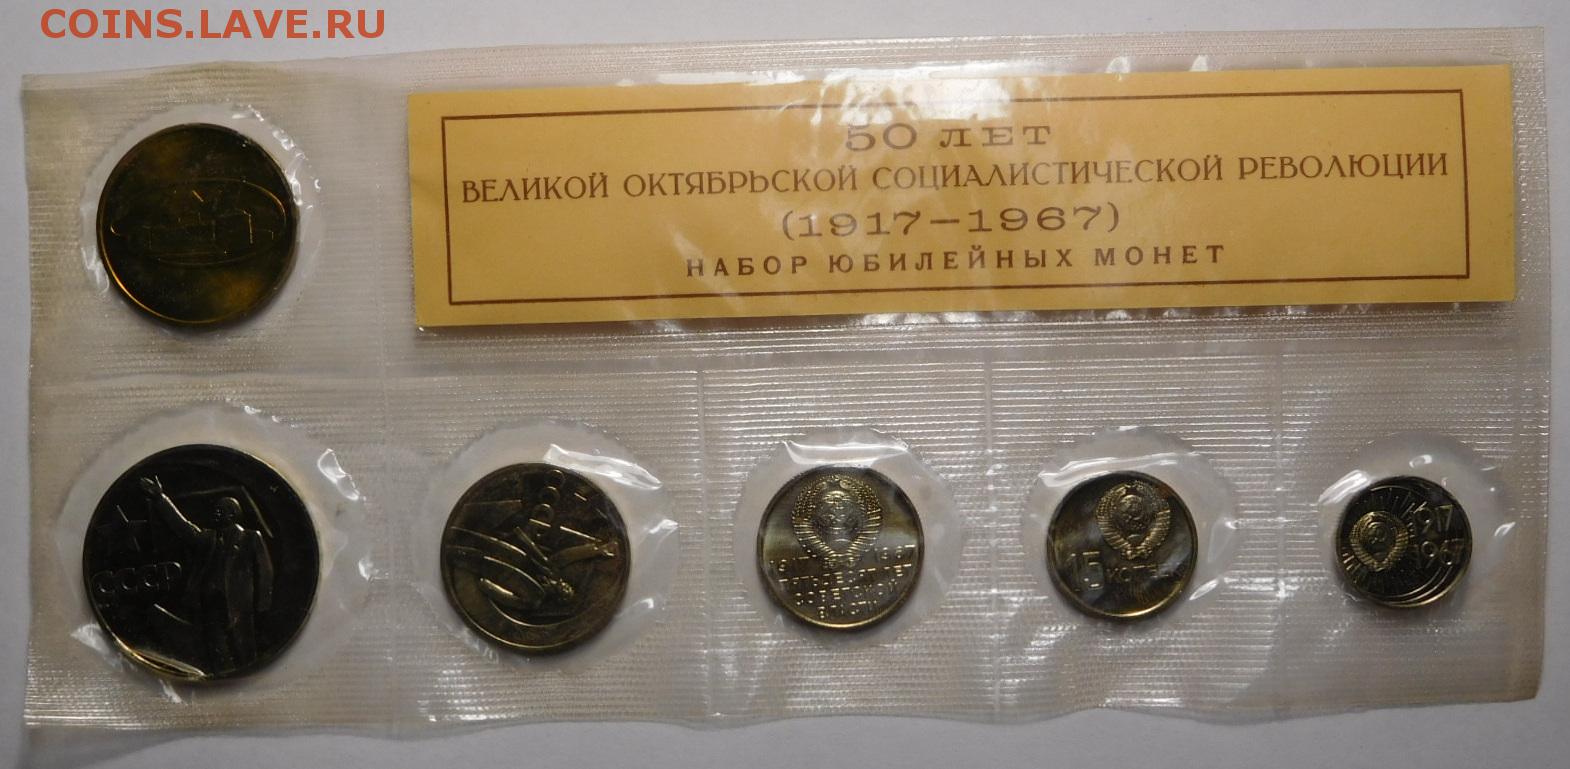 COINS.LAVE.RU
50 ЛЕТ
ВЕЛИКОЙ ОКТЯБРЬСКОЙ СОЦИАЛИСТИЧЕСКОЙ РЕВОЛЮЦИИ
(1917—1967)
НАБОР ЮБИЛЕЙНЫХ МОНЕТ
СССР
1917 1967
ПЯТЬДЕСЯТ ЛЕТ
СОВЕТСКОЙ
ВЛАСТИ
15 КОПЕЕК
1917
1967